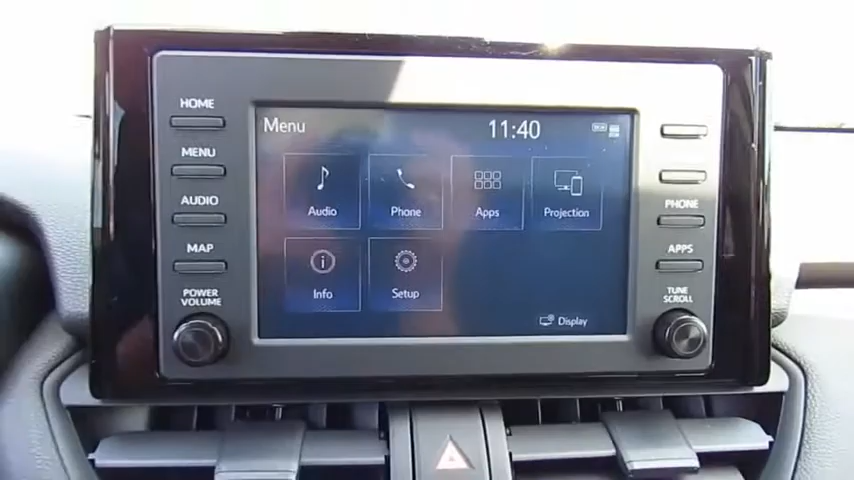 HOME
MENU
AUDIO
MAP
POWER
VOLUME
Menu
11:40
Audio
Phone
Apps
Projection
Info
Setup
Display
PHONE
APPS
TUNE
SCROLL